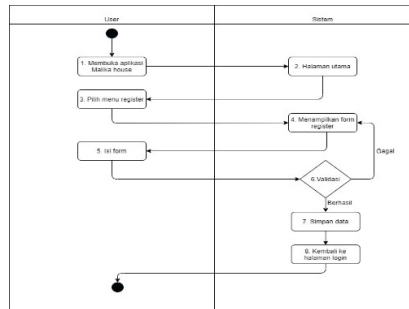 User
Sistem
1. Membuka aplikasi
Malika house
2. Halaman utama
3. Pilih menu register
4. Menampilkan form
register
5. Isi form
Gagal
6.Validasi
Berhasil
7. Simpan data
8. Kembali ke
halaman login